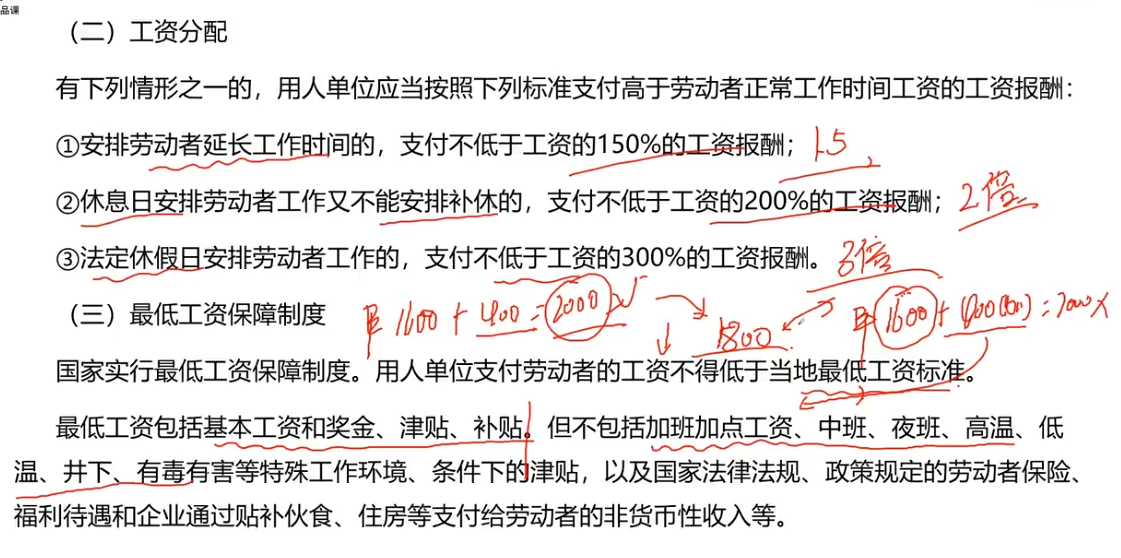 品课
（二）工资分配
有下列情形之一的，用人单位应当按照下列标准支付高于劳动者正常工作时间工资的工资报酬：
①安排劳动者延长工作时间的，支付不低于工资的150%的工资报酬； 1.5
②休息日安排劳动者工作又不能安排补休的，支付不低于工资的200%的工资报酬； 2倍
③法定休假日安排劳动者工作的，支付不低于工资的300%的工资报酬。 3倍
（三）最低工资保障制度 1600 + 400 = 2000 1800 1600 +
国家实行最低工资保障制度。用人单位支付劳动者的工资不得低于当地最低工资标准。
最低工资包括基本工资和奖金、津贴、补贴。但不包括加班加点工资、中班、夜班、高温、低
温、井下、有毒有害等特殊工作环境、条件下的津贴，以及国家法律法规、政策规定的劳动者保险、
福利待遇和企业通过贴补伙食、住房等支付给劳动者的非货币性收入等。